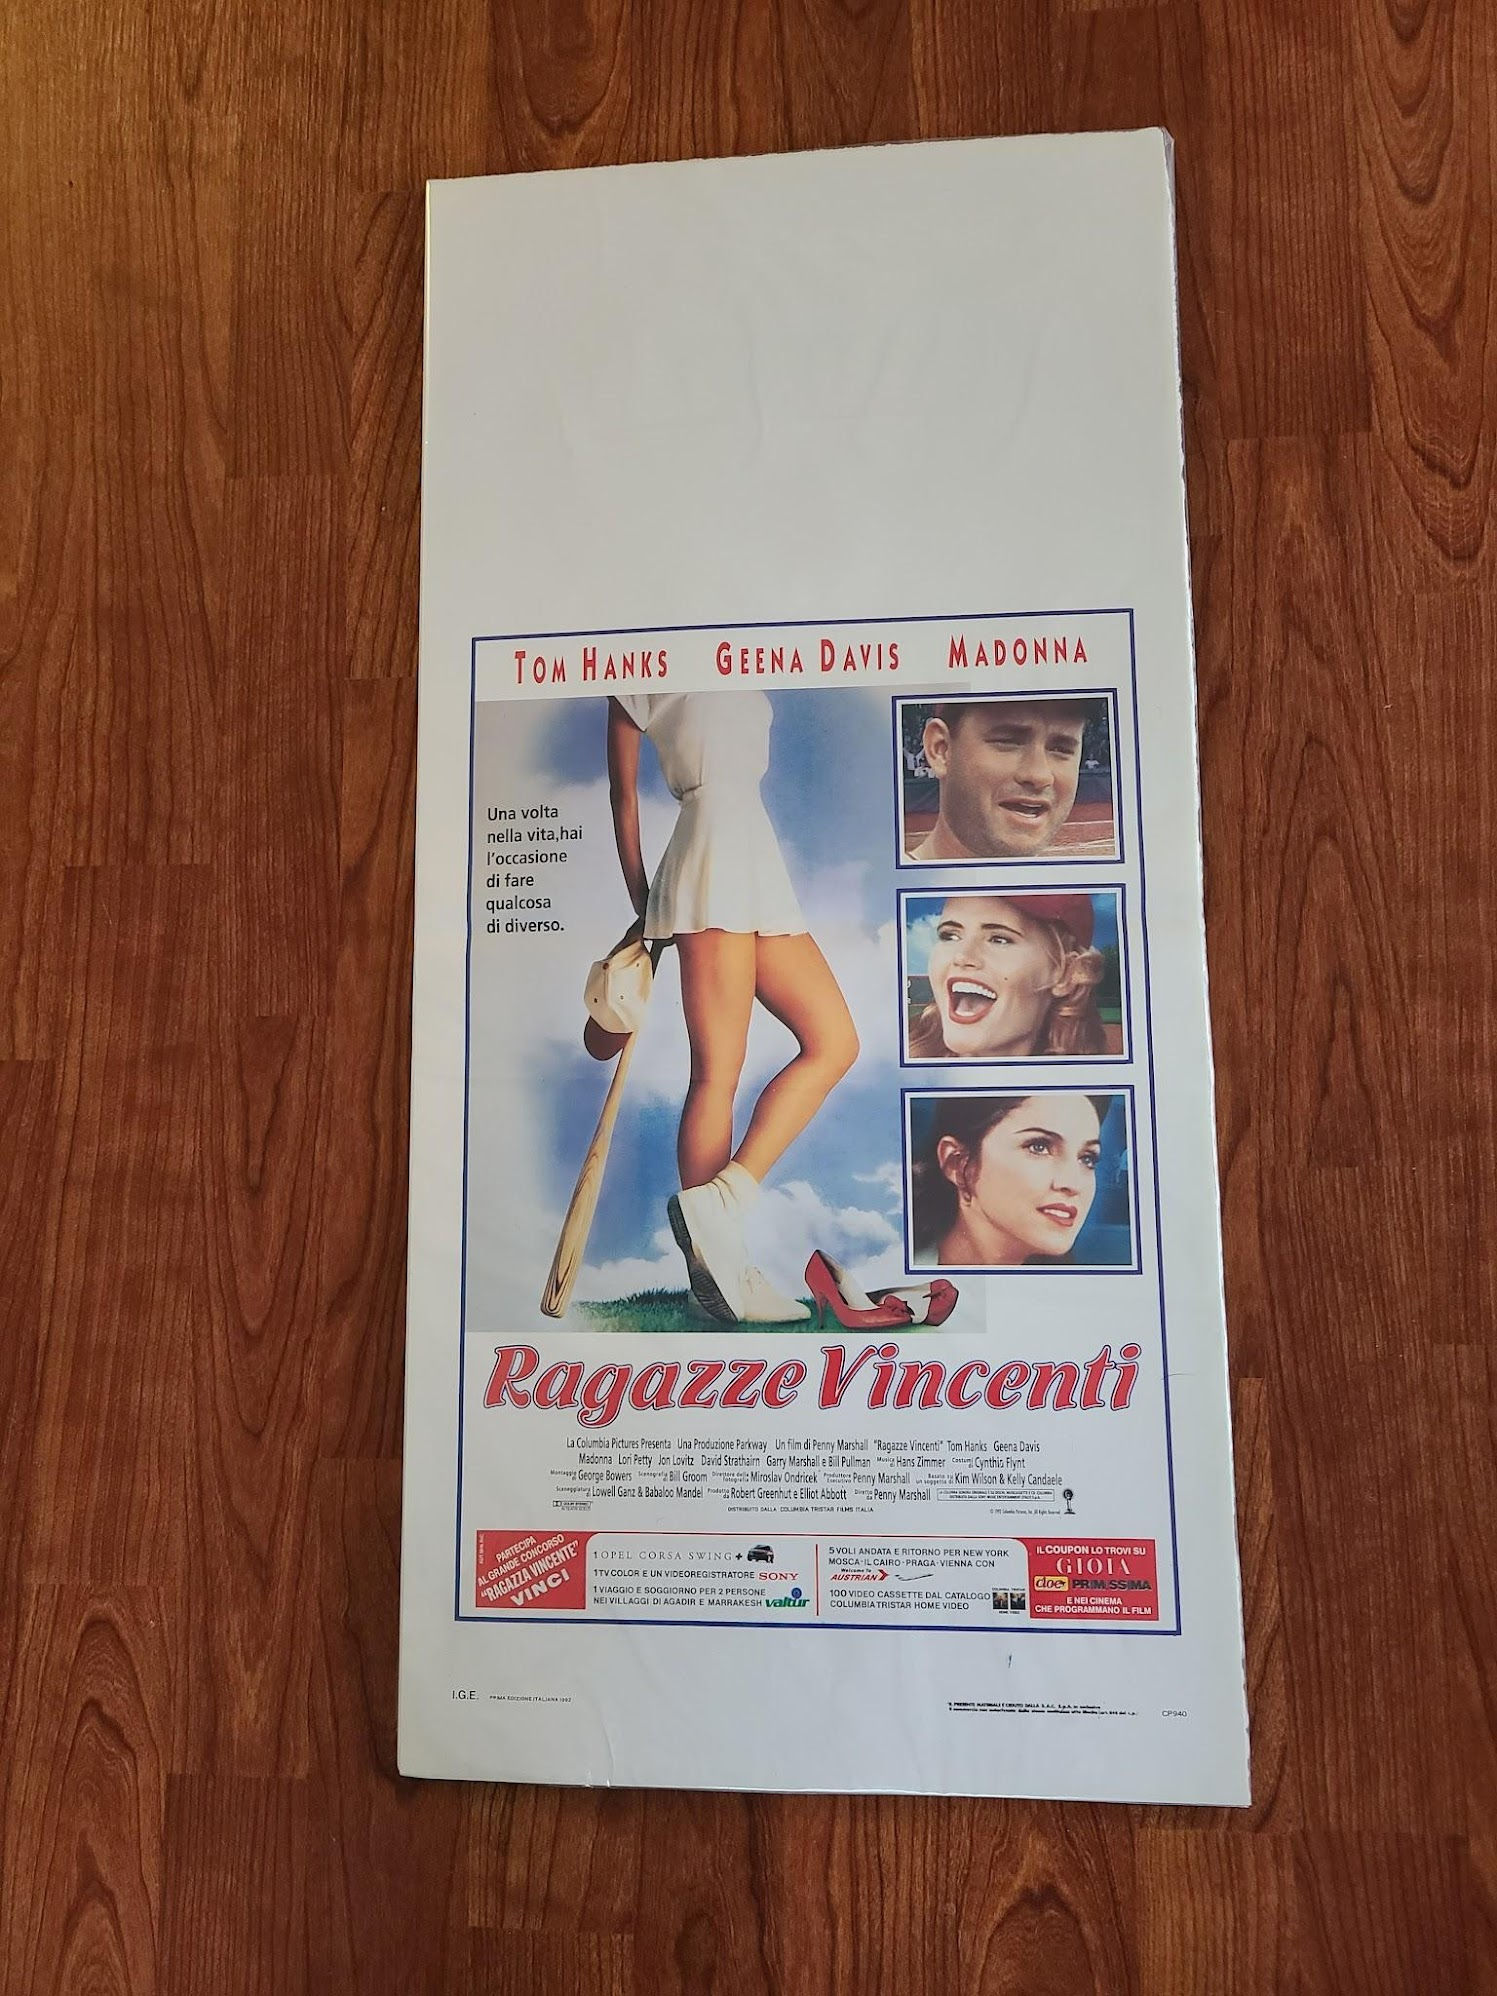 TOM HANKS GEENA DAVIS MADONNA
Una volta
nella vita,hai
l'occasione
di fare
qualcosa
di diverso.
Ragazze Vincenti
La Columbia Pictures Presenta Una Produzione Parkway Un film di Penny Marshall "Ragazze Vincenti" Tom Hanks Geena Davis
Madonna Lori Petty Jon Lovitz David Strathairn Garry Marshall e Bill Pullman Musica di Hans Zimmer Costumi di Cynthia Flynt
Montaggio di George Bowers Scenografia di Bill Groom Direttore della fotografia Miroslav Ondricek Produttore Esecutivo Penny Marshall Basato su un soggetto di Kim Wilson & Kelly Candaele
Sceneggiatura di Lowell Ganz & Babaloo Mandel Prodotto da Robert Greenhut e Elliot Abbott Diretto da Penny Marshall
DISTRIBUITO DALLA COLUMBIA TRISTAR FILMS ITALIA
PARTECIPA
AL GRANDE CONCORSO
"RAGAZZA VINCENTE"
VINCI
1 OPEL CORSA SWING +
1 TV COLOR E UN VIDEOREGISTRATORE SONY
1 VIAGGIO E SOGGIORNO PER 2 PERSONE
NEI VILLAGGI DI AGADIR E MARRAKESH valtur
5 VOLI ANDATA E RITORNO PER NEW YORK
MOSCA · IL CAIRO · PRAGA · VIENNA CON
Welcome to
AUSTRIAN
100 VIDEO CASSETTE DAL CATALOGO
COLUMBIA TRISTAR HOME VIDEO
IL COUPON LO TROVI SU
GIOIA
doc PRIMISSIMA
E NEI CINEMA
CHE PROGRAMMANO IL FILM
I.G.E. PRIMA EDIZIONE ITALIANA 1992
CP940